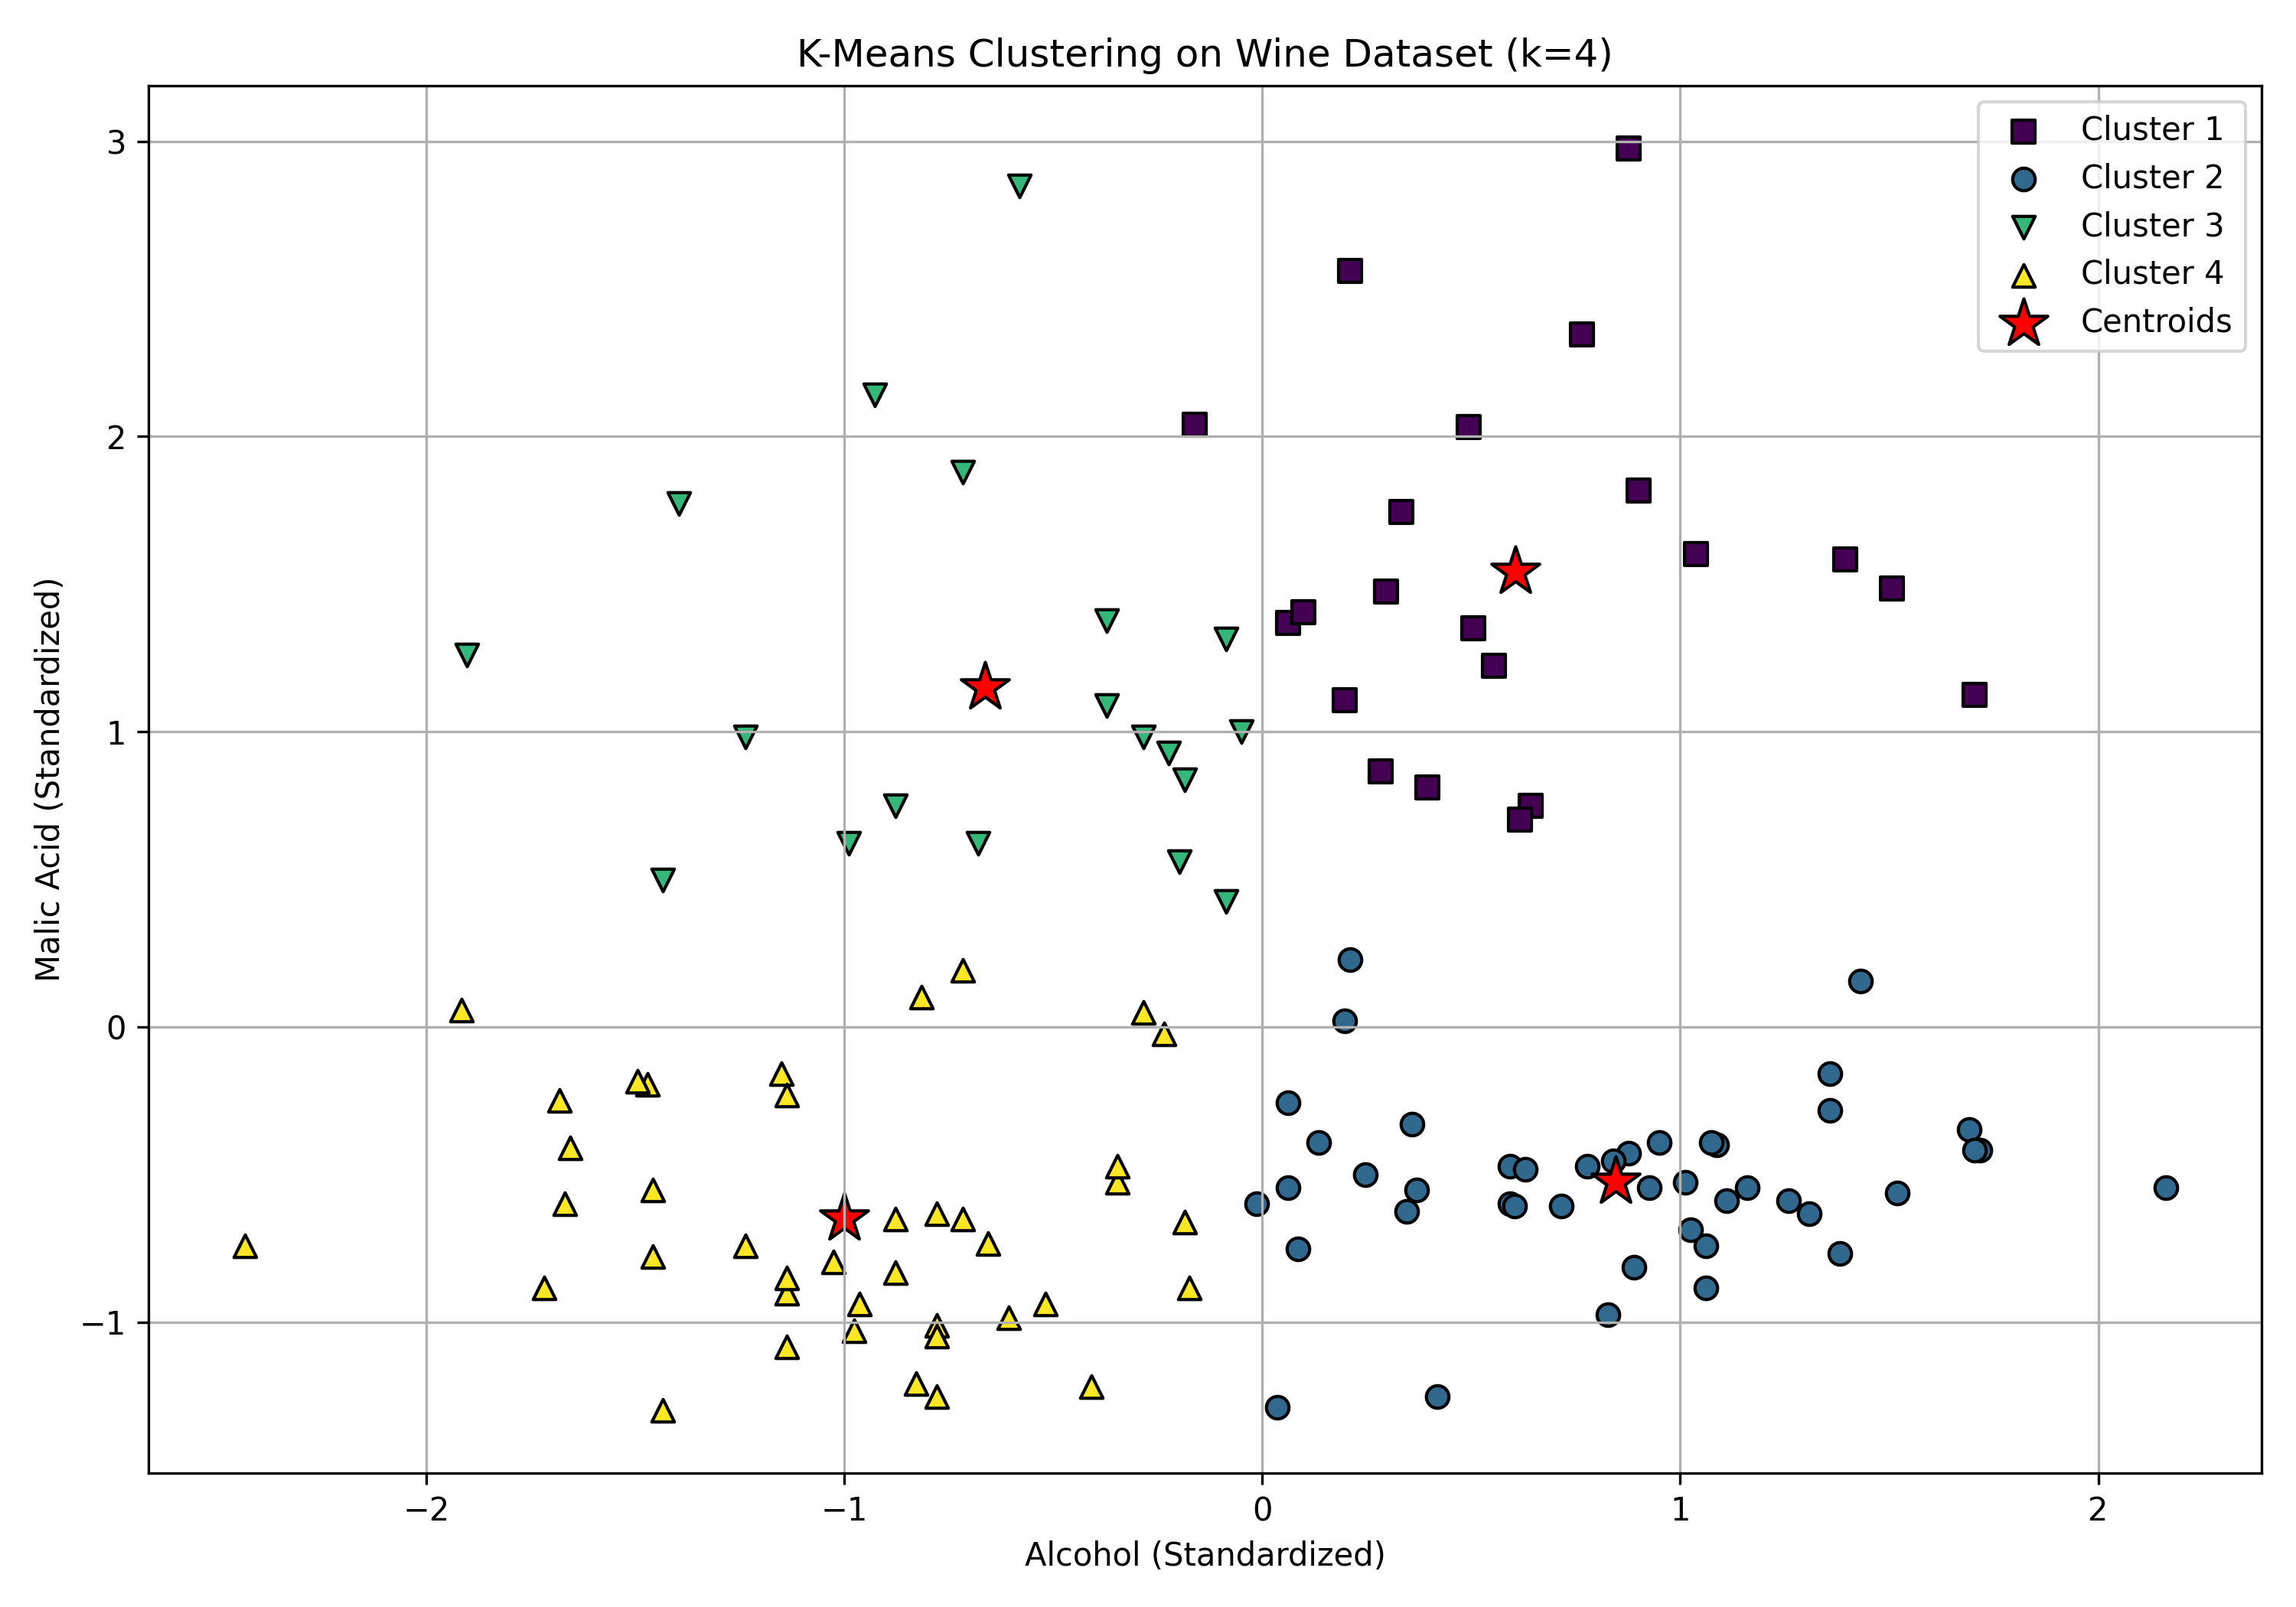 K-Means Clustering on Wine Dataset (k=4)
Cluster 1
Cluster 2
Cluster 3
Cluster 4
Centroids
Malic Acid (Standardized)
3
2
1
0
−1
−2
−1
0
1
2
Alcohol (Standardized)